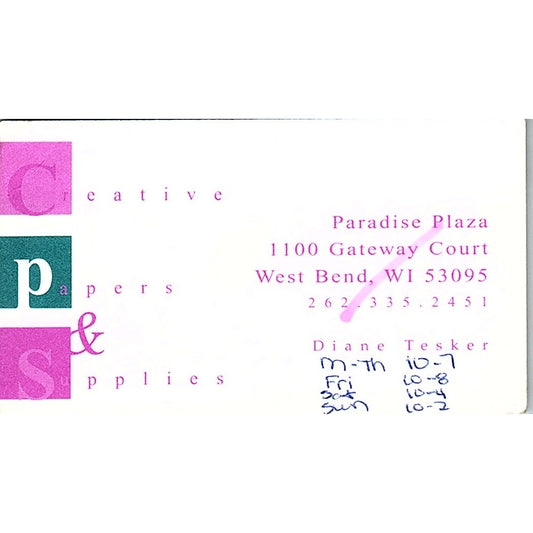 Creative
Papers
&
Supplies
Paradise Plaza
1100 Gateway Court
West Bend, WI 53095
262.335.2451
Diane Tesker
M-Th 10-7
Fri 10-8
Sat 10-4
Sun 10-2